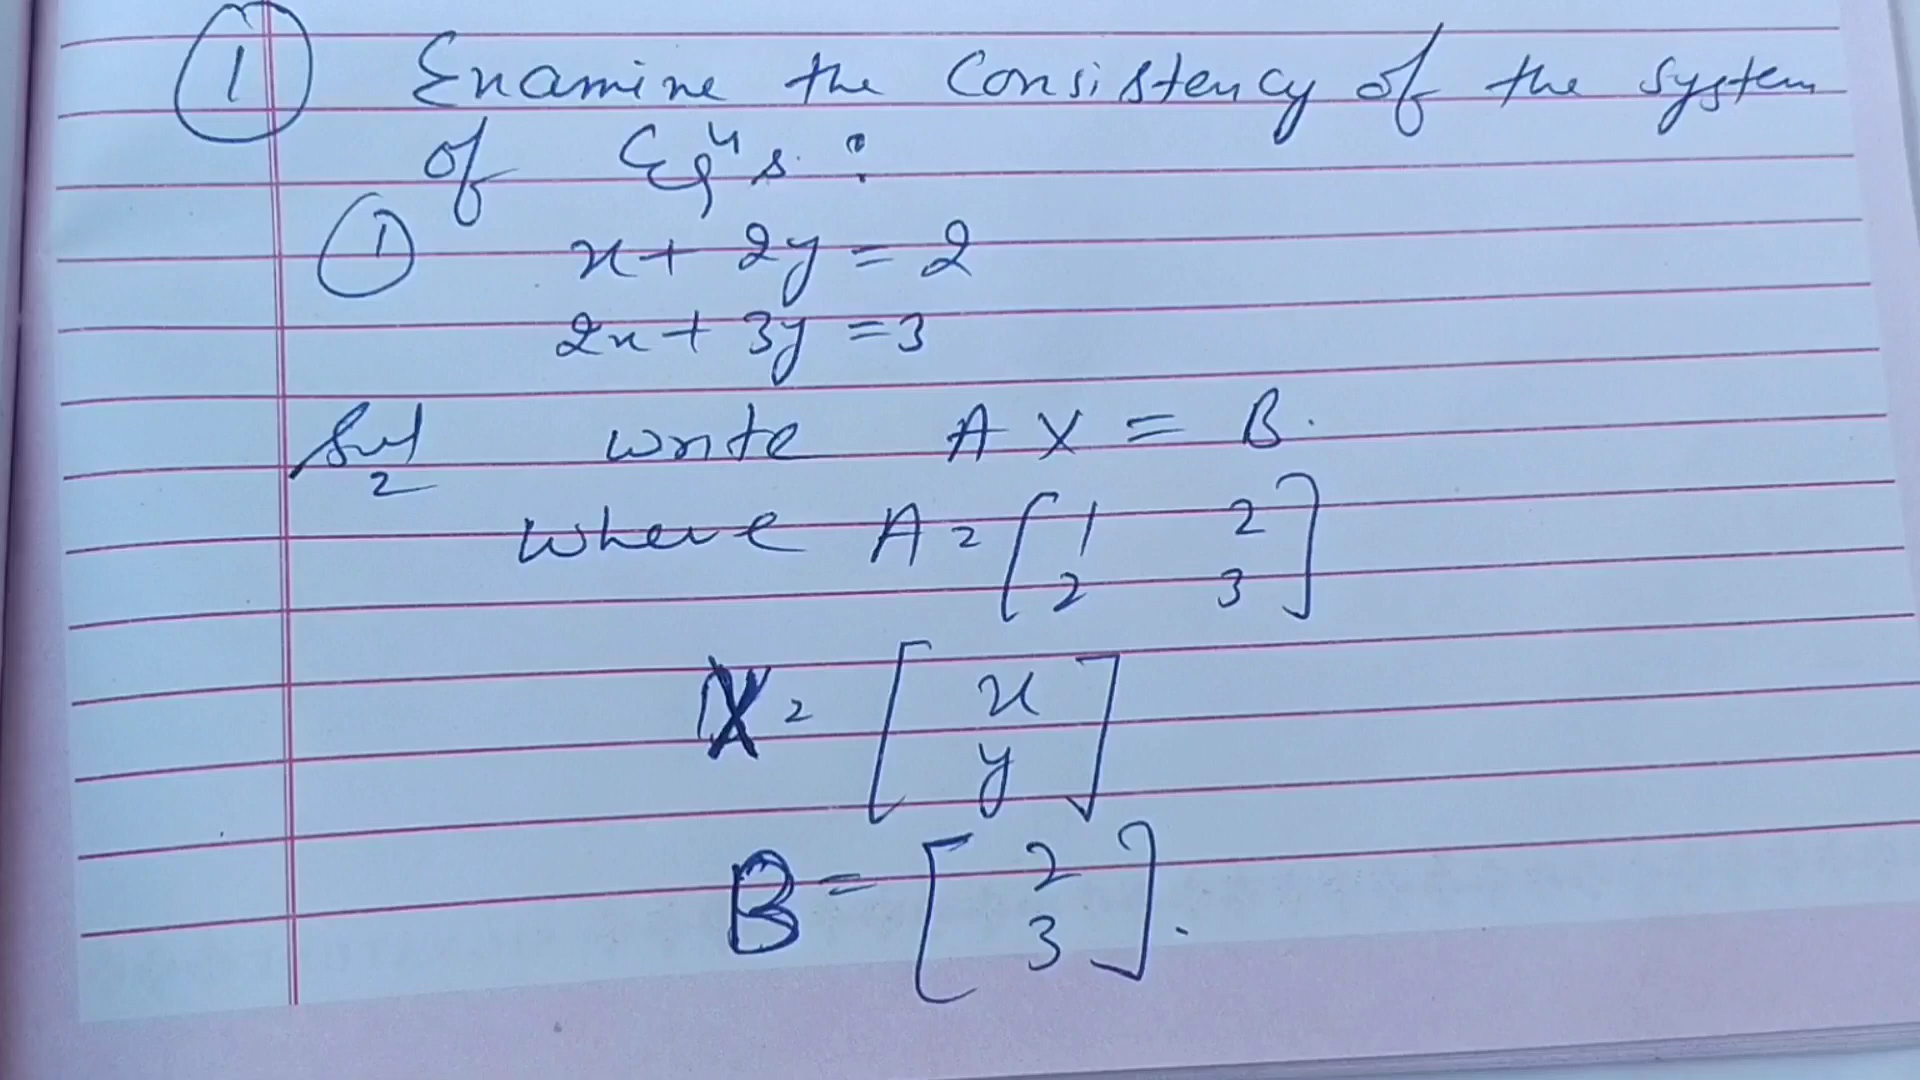 ① Examine the Consistency of the system
of Eqns :
① x + 2y = 2
2x + 3y = 3
Sol write AX = B.
where A = [ 1 2
2 3 ]
X = [ x
y ]
B = [ 2
3 ].